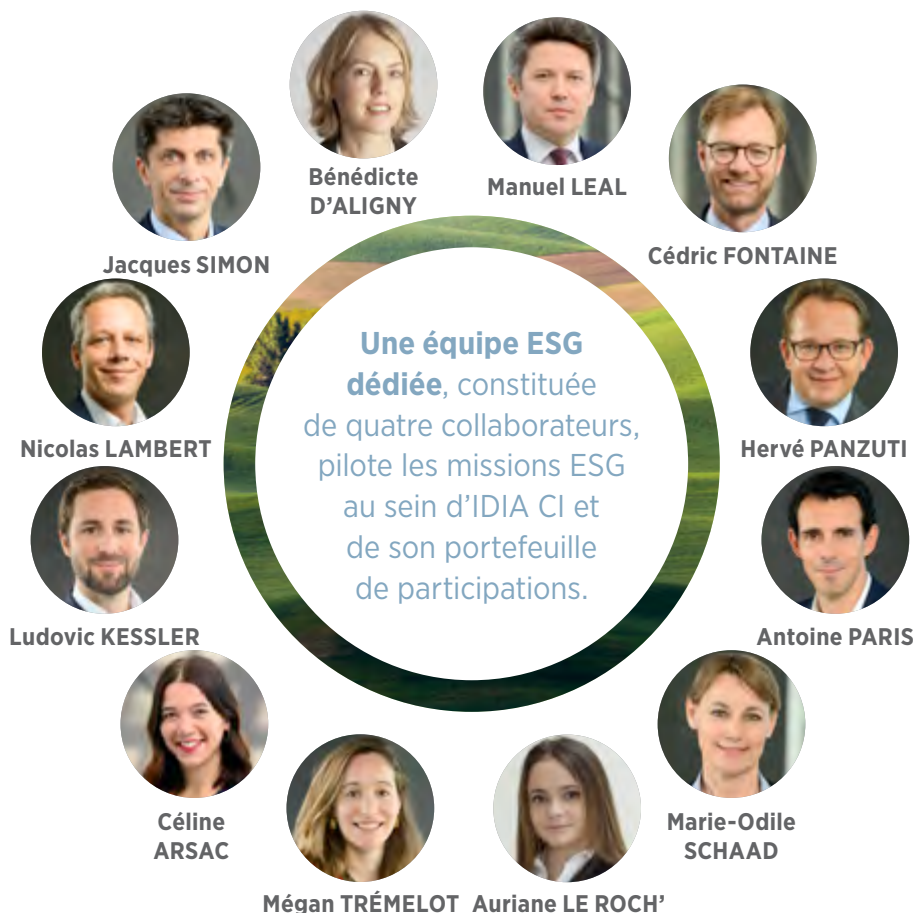 Bénédicte
D'ALIGNY
Manuel LEAL
Jacques SIMON
Cédric FONTAINE
Une équipe ESG
dédiée, constituée
de quatre collaborateurs,
pilote les missions ESG
au sein d'IDIA CI et
de son portefeuille
de participations.
Nicolas LAMBERT
Hervé PANZUTI
Ludovic KESSLER
Antoine PARIS
Céline
ARSAC
Marie-Odile
SCHAAD
Mégan TRÉMELOT
Auriane LE ROCH'